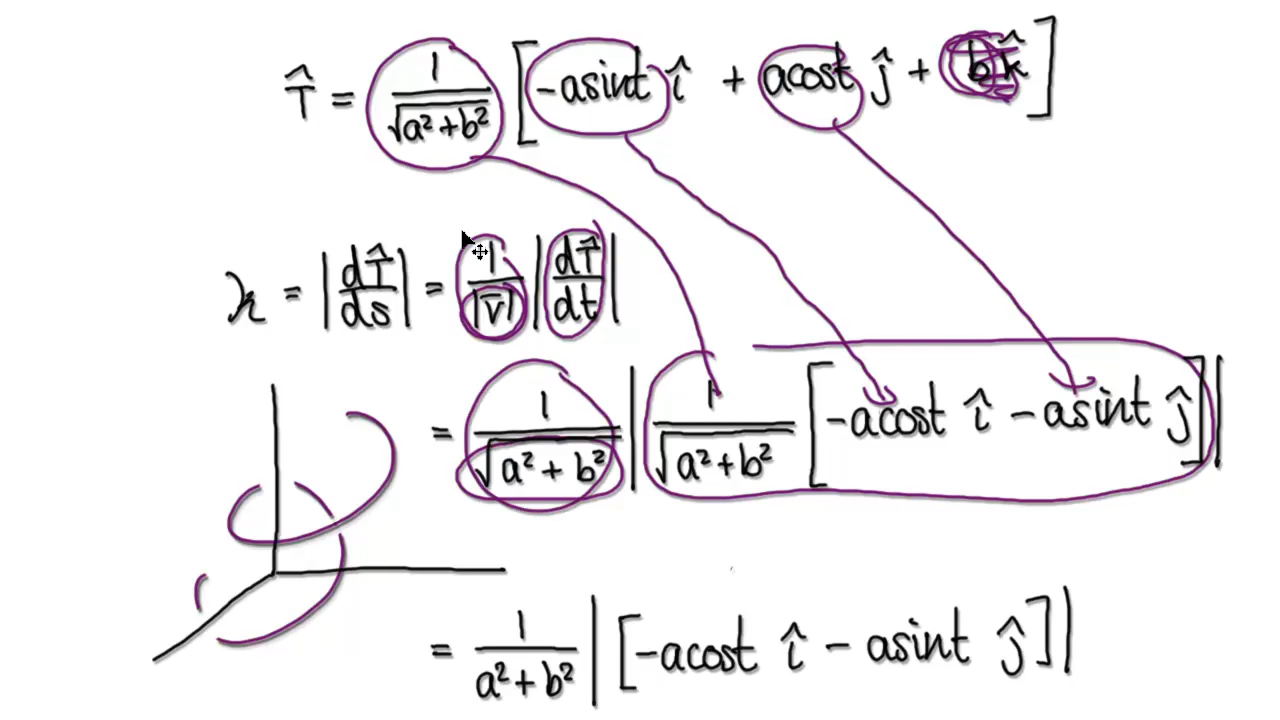 T̂ = 1/√(a²+b²) [-asint î + acost ĵ + bk̂]
κ = |dT̂/ds| = 1/|v̄| |dT̂/dt|
= 1/√(a² + b²) | 1/√(a²+b²) [-acost î - asint ĵ] |
= 1/(a²+b²) | [-acost î - asint ĵ] |